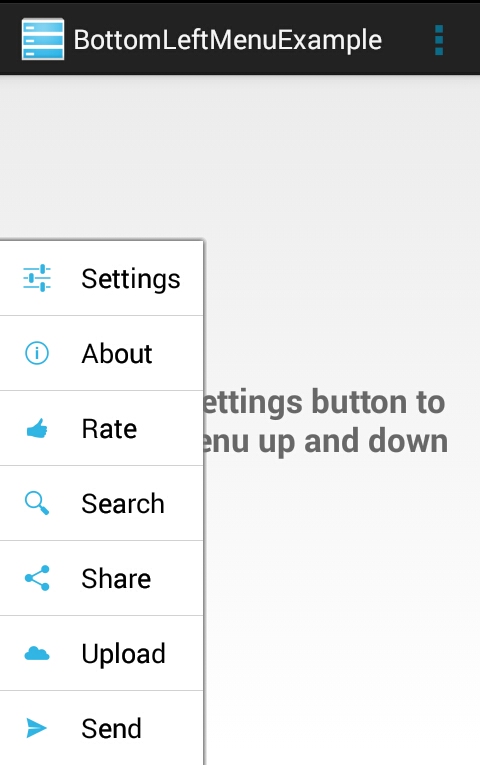 BottomLeftMenuExample
Settings
About
ettings button to
Rate
enu up and down
Search
Share
Upload
Send